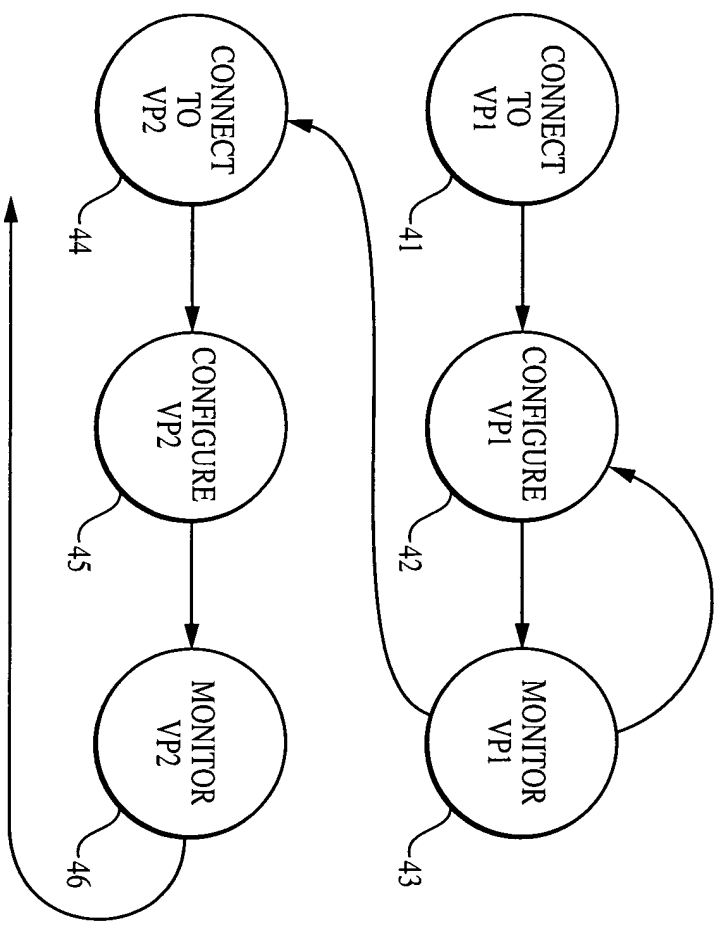 CONNECT
TO
VP1
41
CONFIGURE
VP1
42
MONITOR
VP1
43
CONNECT
TO
VP2
44
CONFIGURE
VP2
45
MONITOR
VP2
46